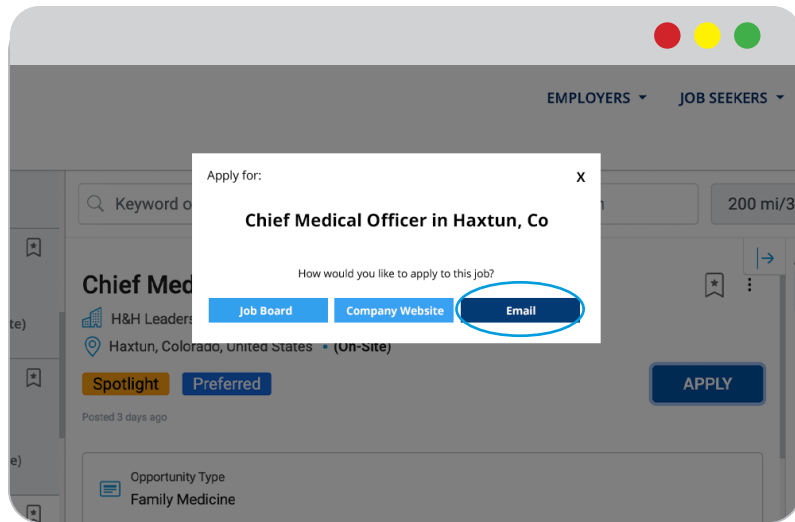 EMPLOYERS
JOB SEEKERS
Apply for:
X
Chief Medical Officer in Haxtun, Co
How would you like to apply to this job?
Job Board
Company Website
Email
Keyword o
n
200 mi/3
Chief Med
te)
H&H Leaders
Haxtun, Colorado, United States • (On-Site)
Spotlight
Preferred
APPLY
Posted 3 days ago
e)
Opportunity Type
Family Medicine